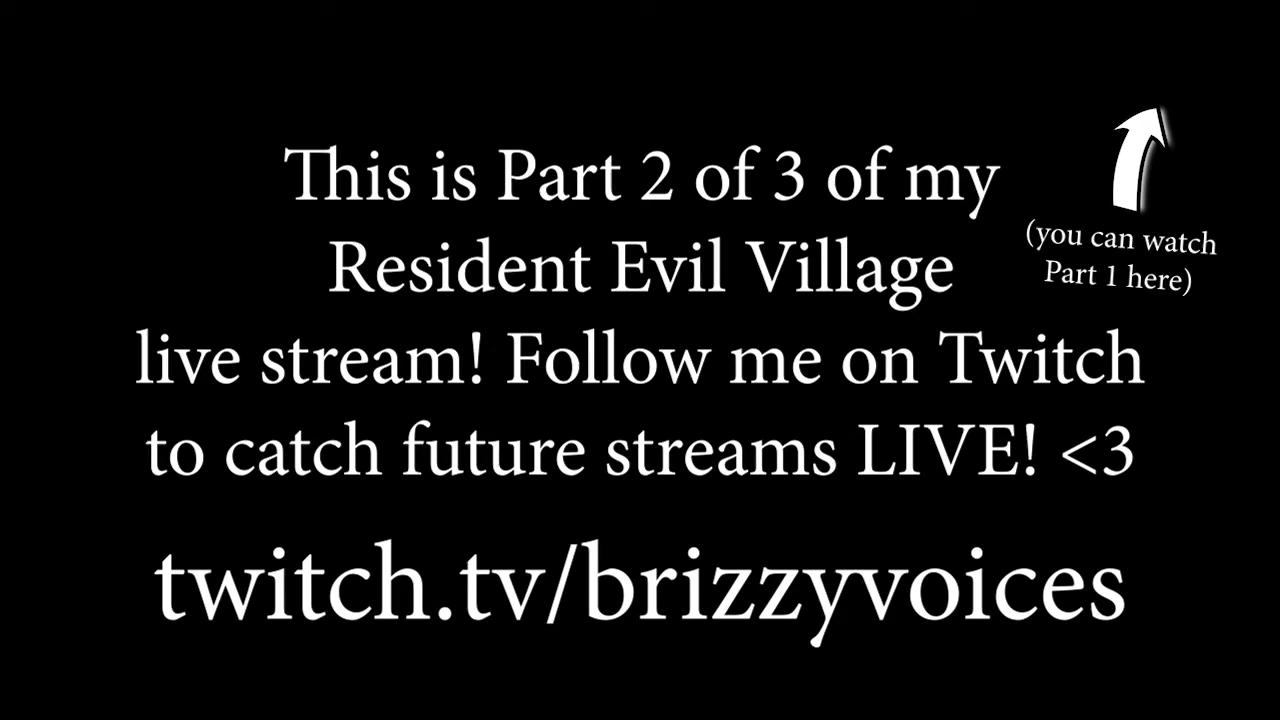 This is Part 2 of 3 of my
Resident Evil Village
live stream! Follow me on Twitch
to catch future streams LIVE! <3
twitch.tv/brizzyvoices
(you can watch
Part 1 here)